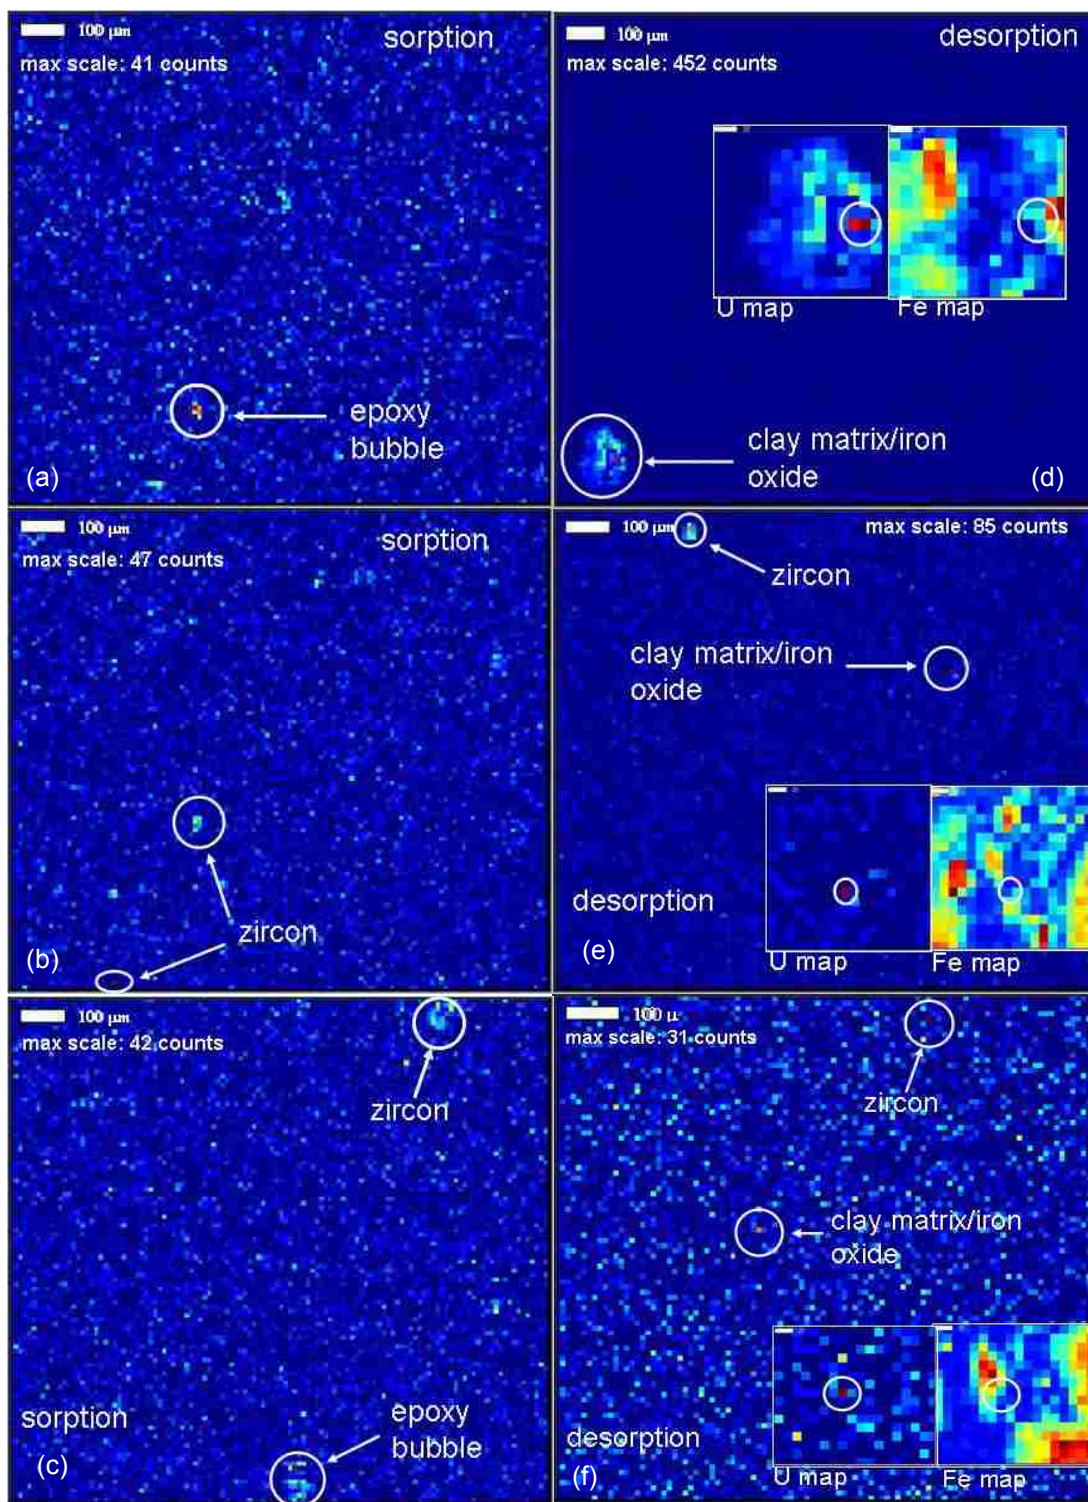 100 μm
sorption
max scale: 41 counts
epoxy
bubble
(a)
100 μm
desorption
max scale: 452 counts
U map
Fe map
clay matrix/iron
oxide
(d)
100 μm
sorption
max scale: 47 counts
zircon
(b)
100 μm
max scale: 85 counts
zircon
clay matrix/iron
oxide
desorption
(e)
U map
Fe map
100 μm
max scale: 42 counts
zircon
sorption
epoxy
bubble
(c)
100 μ
max scale: 31 counts
zircon
clay matrix/iron
oxide
desorption
(f)
U map
Fe map